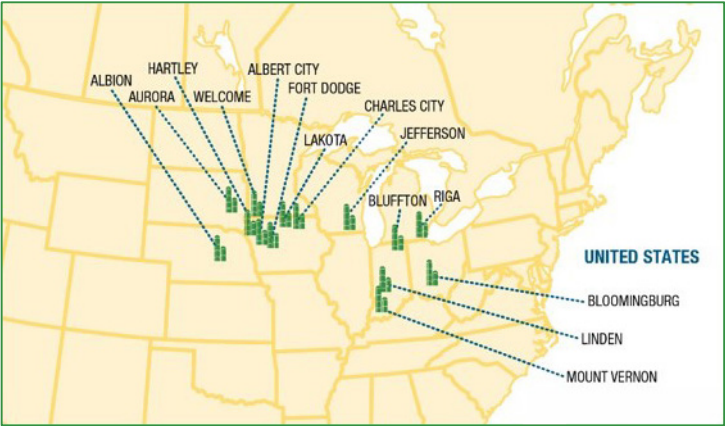 HARTLEY
ALBERT CITY
ALBION
FORT DODGE
AURORA
WELCOME
CHARLES CITY
LAKOTA
JEFFERSON
BLUFFTON
RIGA
UNITED STATES
BLOOMINGBURG
LINDEN
MOUNT VERNON